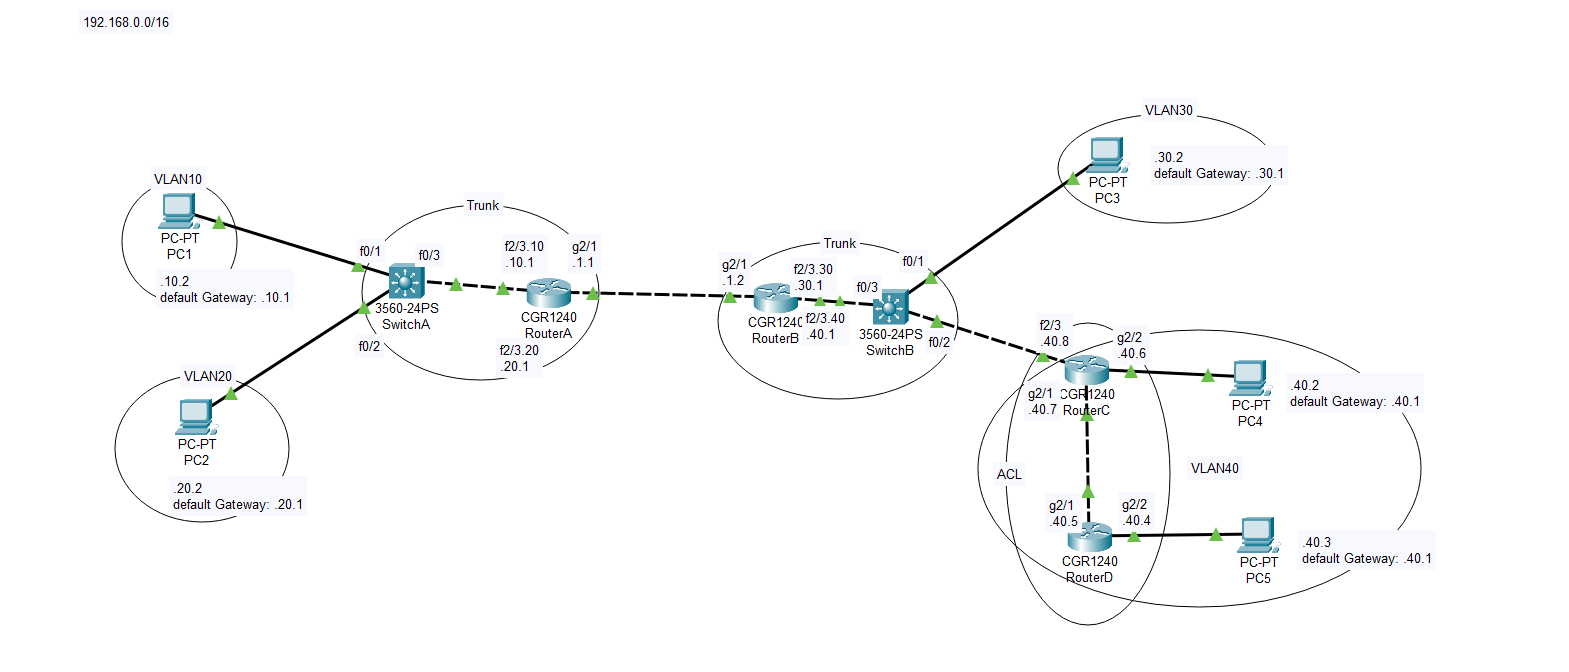 192.168.0.0/16
VLAN10
PC-PT
PC1
.10.2
default Gateway: .10.1
VLAN20
PC-PT
PC2
.20.2
default Gateway: .20.1
Trunk
f0/1
f0/3
f0/2
3560-24PS
SwitchA
f2/3.10
.10.1
g2/1
.1.1
CGR1240
RouterA
f2/3.20
.20.1
Trunk
g2/1
.1.2
f2/3.30
.30.1
CGR1240
RouterB
f2/3.40
.40.1
f0/3
f0/1
3560-24PS
SwitchB
f0/2
VLAN30
PC-PT
PC3
.30.2
default Gateway: .30.1
f2/3
.40.8
g2/2
.40.6
g2/1
.40.7
CGR1240
RouterC
PC-PT
PC4
.40.2
default Gateway: .40.1
ACL
VLAN40
g2/1
.40.5
g2/2
.40.4
CGR1240
RouterD
PC-PT
PC5
.40.3
default Gateway: .40.1